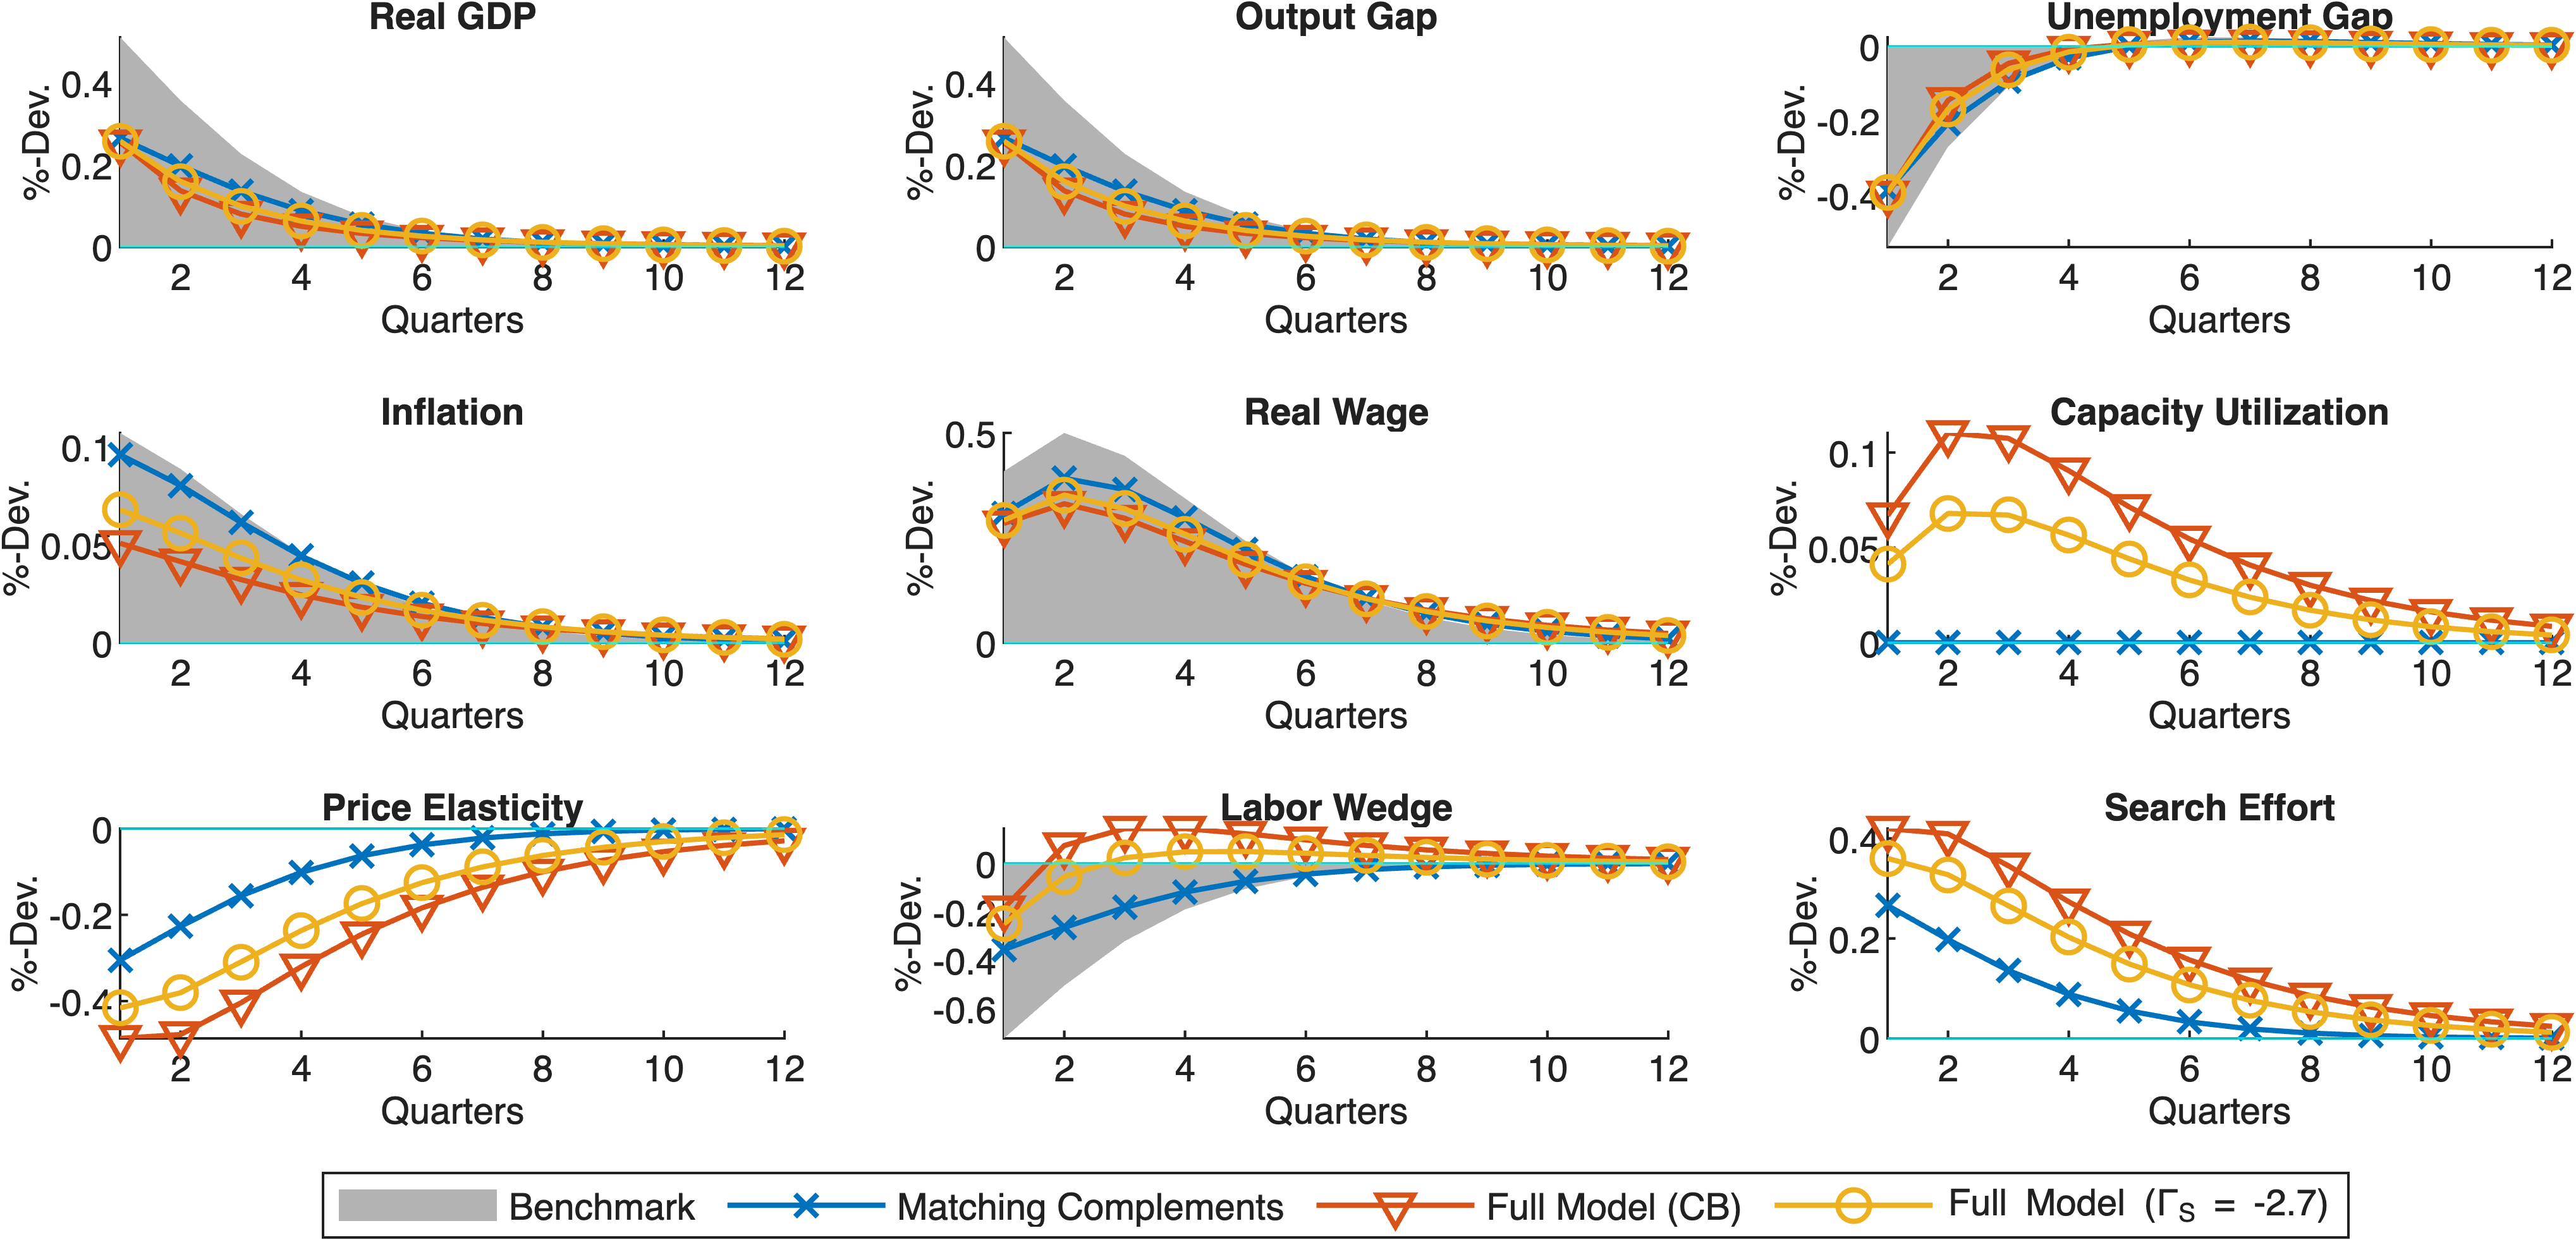 Real GDP
%-Dev.
0.4
0.2
0
2 4 6 8 10 12
Quarters
Output Gap
%-Dev.
0.4
0.2
0
2 4 6 8 10 12
Quarters
Unemployment Gap
%-Dev.
0
-0.2
-0.4
2 4 6 8 10 12
Quarters
Inflation
%-Dev.
0.1
0.05
0
2 4 6 8 10 12
Quarters
Real Wage
%-Dev.
0.5
0
2 4 6 8 10 12
Quarters
Capacity Utilization
%-Dev.
0.1
0.05
0
2 4 6 8 10 12
Quarters
Price Elasticity
%-Dev.
0
-0.2
-0.4
2 4 6 8 10 12
Quarters
Labor Wedge
%-Dev.
0
-0.2
-0.4
-0.6
2 4 6 8 10 12
Quarters
Search Effort
%-Dev.
0.4
0.2
0
2 4 6 8 10 12
Quarters
Benchmark Matching Complements Full Model (CB) Full Model (Γ_S = -2.7)